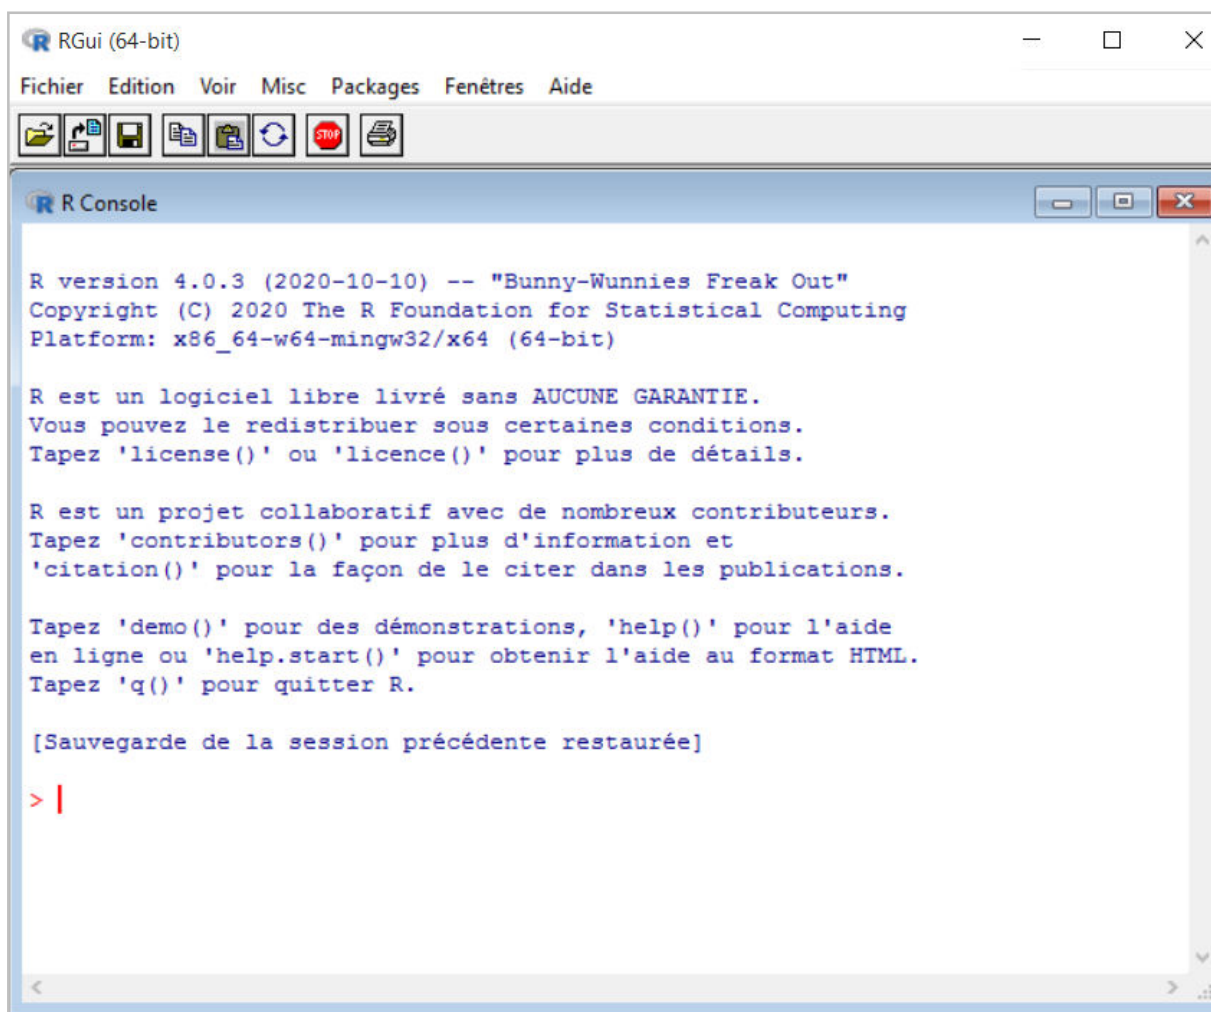 RGui (64-bit)
Fichier Edition Voir Misc Packages Fenêtres Aide
STOP
R Console
R version 4.0.3 (2020-10-10) -- "Bunny-Wunnies Freak Out"
Copyright (C) 2020 The R Foundation for Statistical Computing
Platform: x86_64-w64-mingw32/x64 (64-bit)
R est un logiciel libre livré sans AUCUNE GARANTIE.
Vous pouvez le redistribuer sous certaines conditions.
Tapez 'license()' ou 'licence()' pour plus de détails.
R est un projet collaboratif avec de nombreux contributeurs.
Tapez 'contributors()' pour plus d'information et
'citation()' pour la façon de le citer dans les publications.
Tapez 'demo()' pour des démonstrations, 'help()' pour l'aide
en ligne ou 'help.start()' pour obtenir l'aide au format HTML.
Tapez 'q()' pour quitter R.
[Sauvegarde de la session précédente restaurée]
>